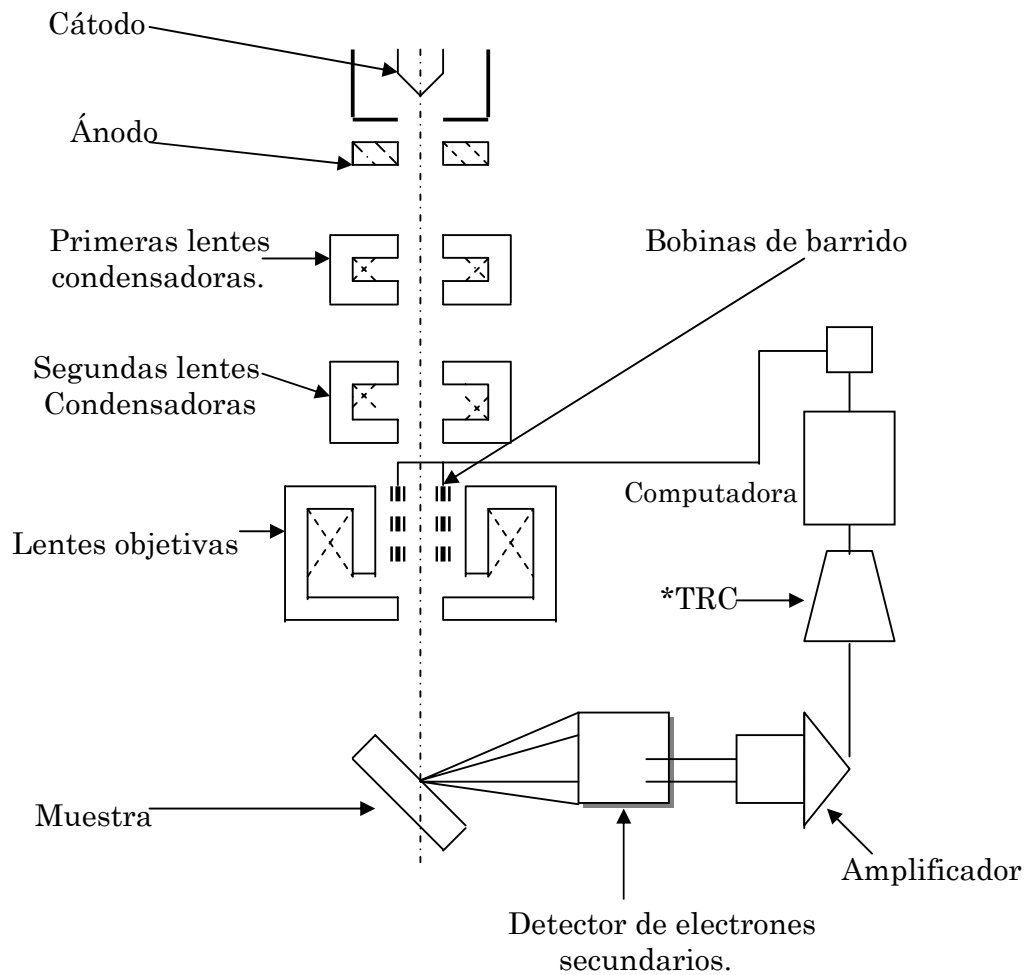 Cátodo
Ánodo
Primeras lentes
condensadoras.
Bobinas de barrido
Segundas lentes
Condensadoras
Computadora
Lentes objetivas
*TRC
Muestra
Amplificador
Detector de electrones
secundarios.